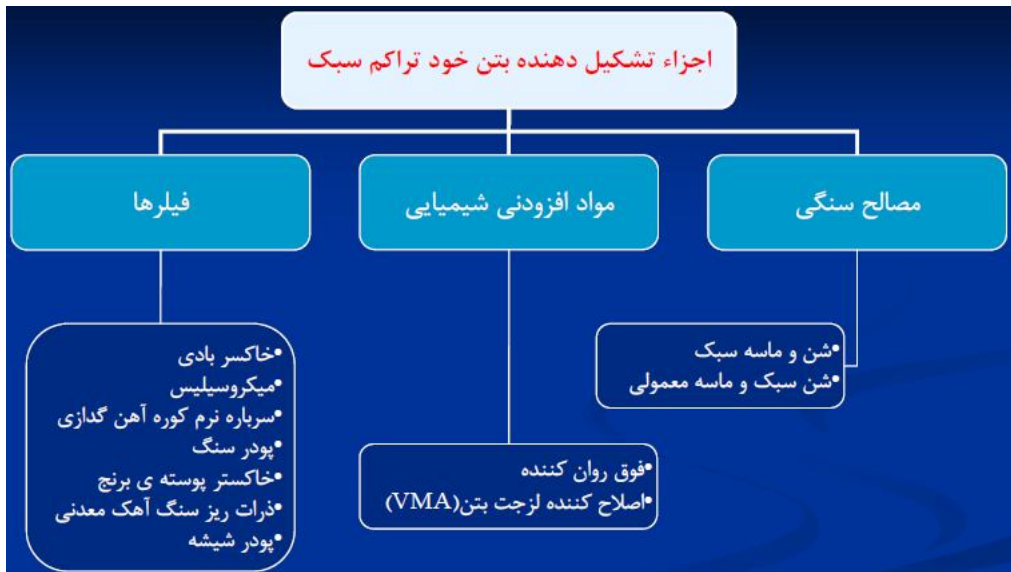 اجزاء تشکیل دهنده بتن خود تراکم سبک
مصالح سنگی
مواد افزودنی شیمیایی
فیلرها
•شن و ماسه سبک
•شن سبک و ماسه معمولی
•فوق روان کننده
•اصلاح کننده لزجت بتن(VMA)
•خاکسر بادی
•میکروسیلیس
•سرباره نرم کوره آهن گدازی
•پودر سنگ
•خاکستر پوسته ی برنج
•ذرات ریز سنگ آهک معدنی
•پودر شیشه